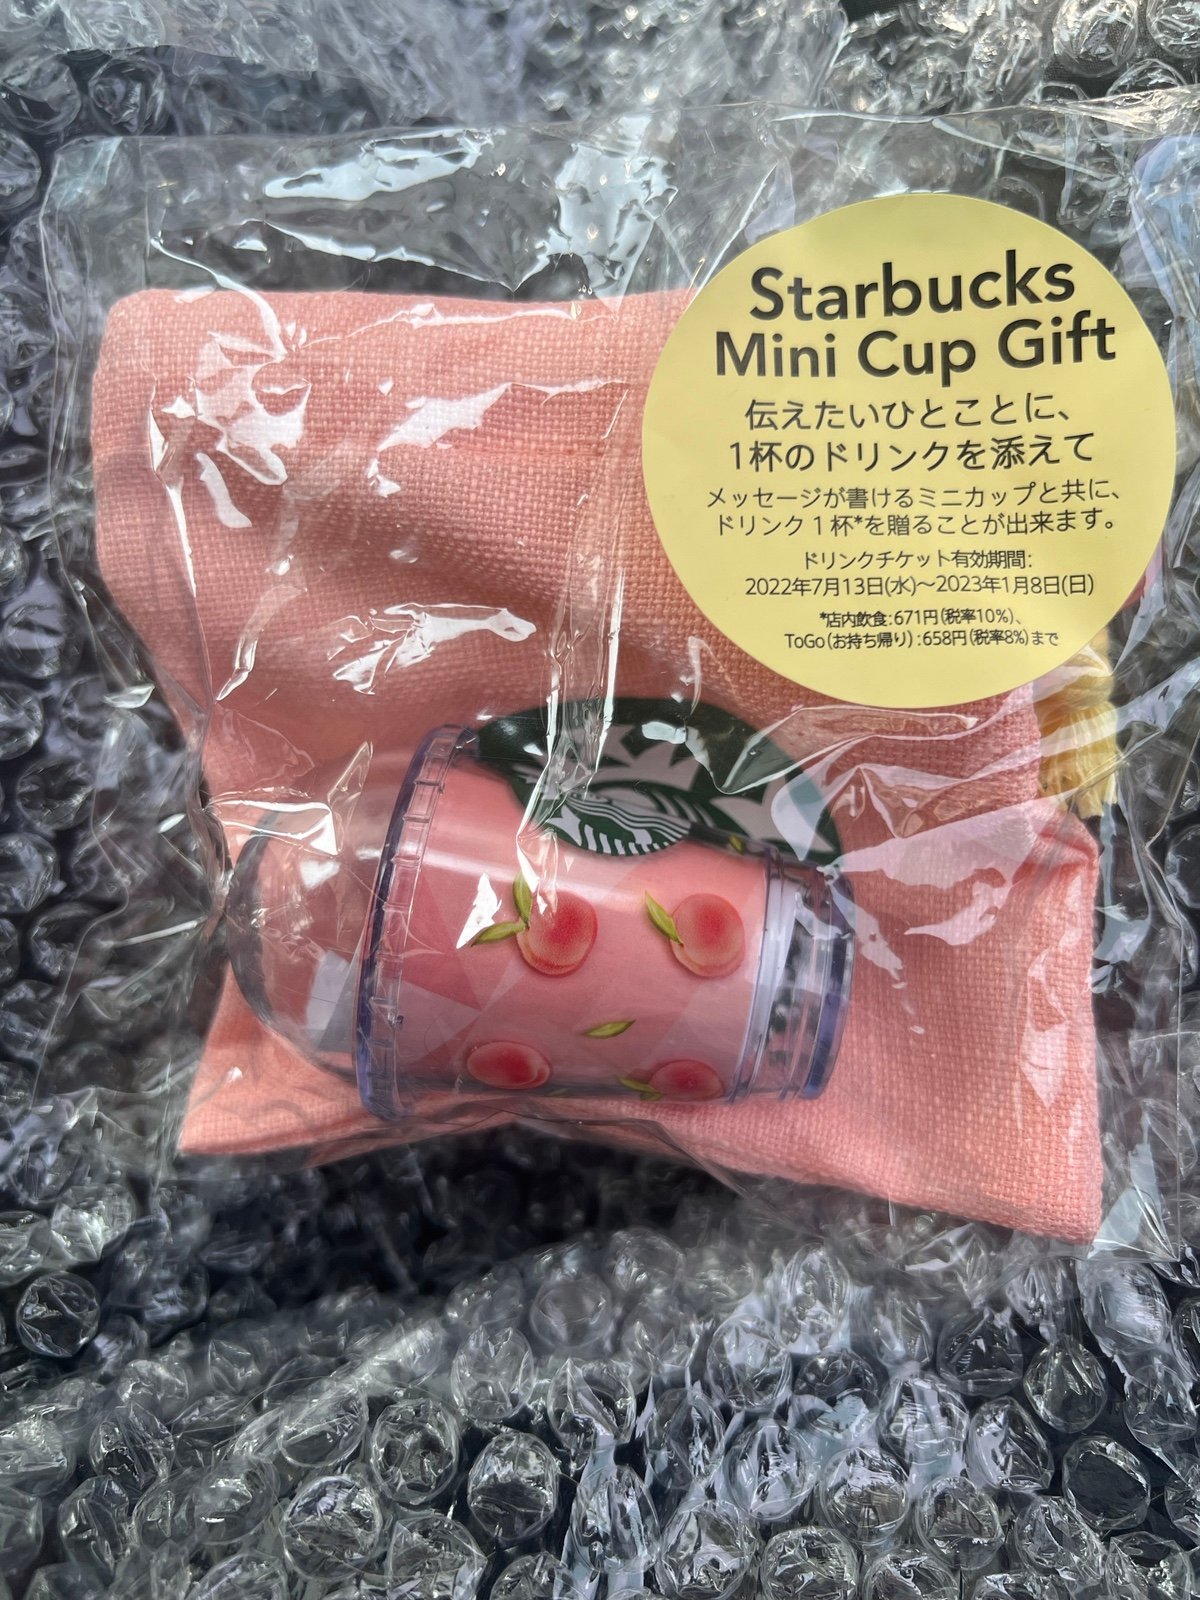 Starbucks
Mini Cup Gift
伝えたいひとことに、
1杯のドリンクを添えて
メッセージが書けるミニカップと共に、
ドリンク1杯*を贈ることが出来ます。
ドリンクチケット有効期間:
2022年7月13日(水)~2023年1月8日(日)
*店内飲食:671円(税率10%)、
ToGo(お持ち帰り):658円(税率8%)まで